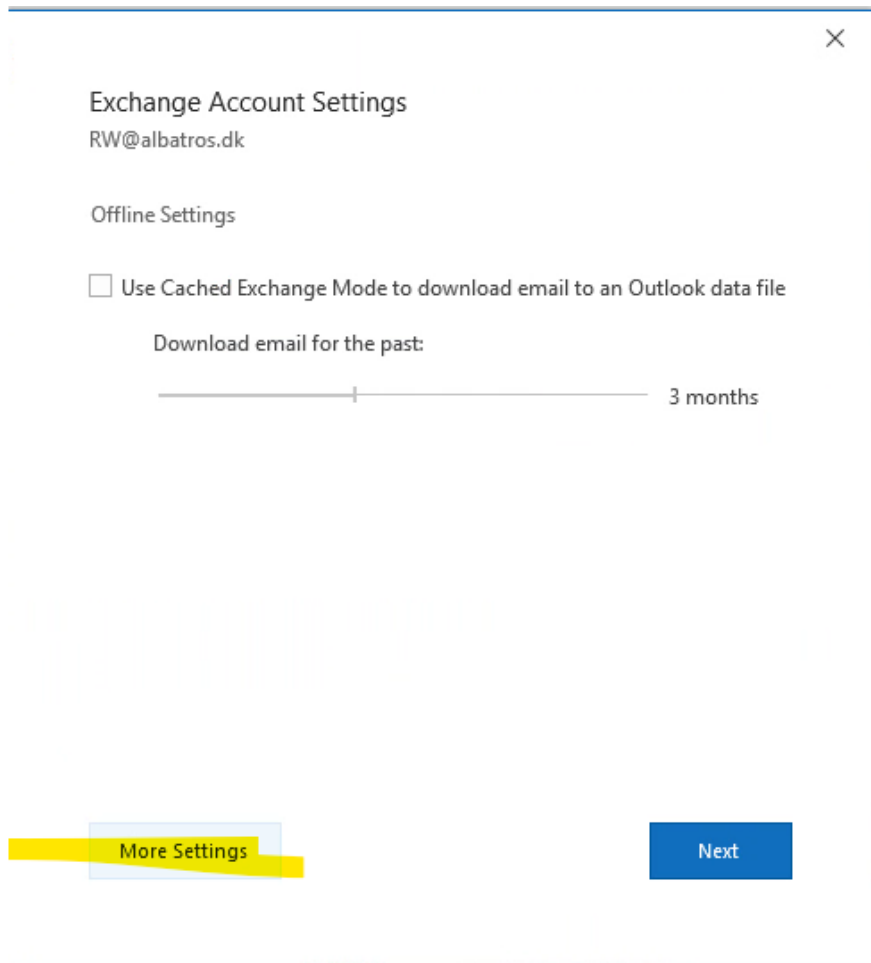 Exchange Account Settings
RW@albatros.dk
Offline Settings
Use Cached Exchange Mode to download email to an Outlook data file
Download email for the past:
3 months
More Settings
Next